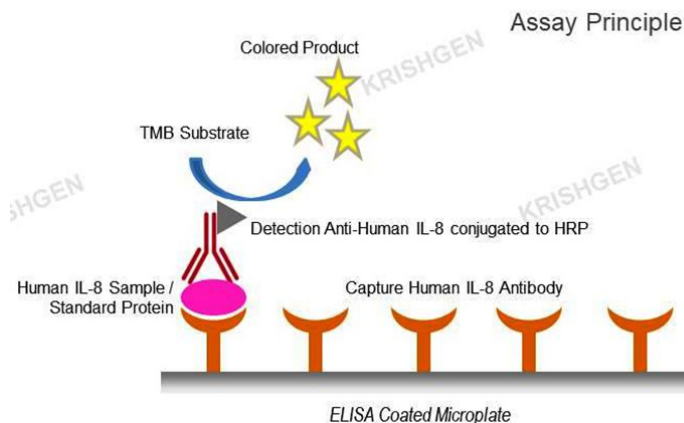 Assay Principle
Colored Product
KRISHGEN
TMB Substrate
SHGEN
KRISHGEN
Detection Anti-Human IL-8 conjugated to HRP
Human IL-8 Sample /
Standard Protein
Capture Human IL-8 Antibody
ELISA Coated Microplate